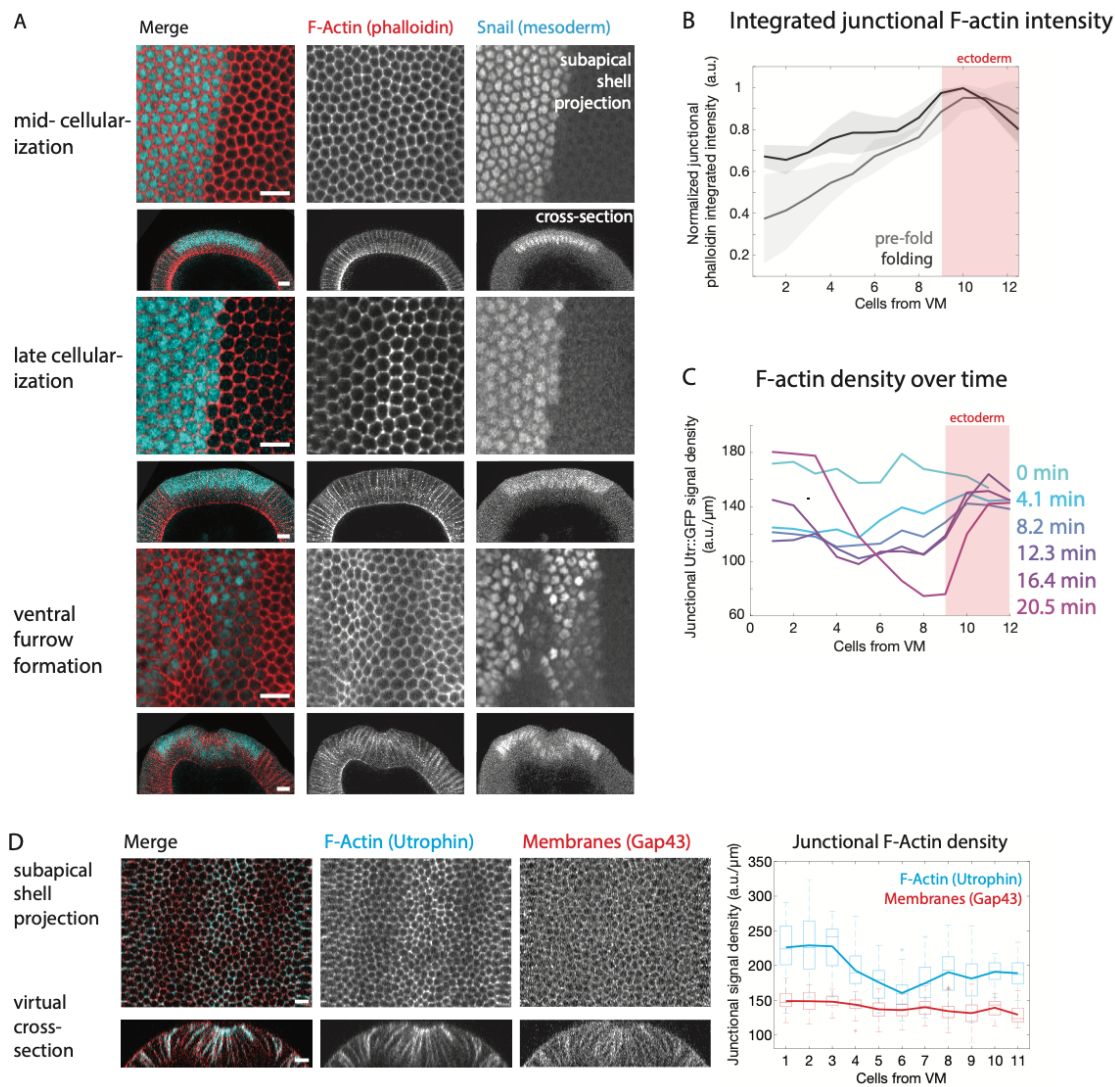 A
Merge
F-Actin (phalloidin)
Snail (mesoderm)
subapical
shell
projection
mid- cellular-
ization
cross-section
late cellular-
ization
ventral
furrow
formation
B
Integrated junctional F-actin intensity
ectoderm
Normalized junctional
phalloidin integrated intensity (a.u.)
1
0.8
0.6
0.4
0.2
pre-fold
folding
2
4
6
8
10
12
Cells from VM
C
F-actin density over time
ectoderm
Junctional Utr::GFP signal density
(a.u./μm)
180
140
100
60
0 min
4.1 min
8.2 min
12.3 min
16.4 min
20.5 min
0
2
4
6
8
10
12
Cells from VM
D
Merge
F-Actin (Utrophin)
Membranes (Gap43)
subapical
shell
projection
virtual
cross-
section
Junctional F-Actin density
Junctional signal density (a.u./μm)
350
300
250
200
150
100
F-Actin (Utrophin)
Membranes (Gap43)
1
2
3
4
5
6
7
8
9
10
11
Cells from VM